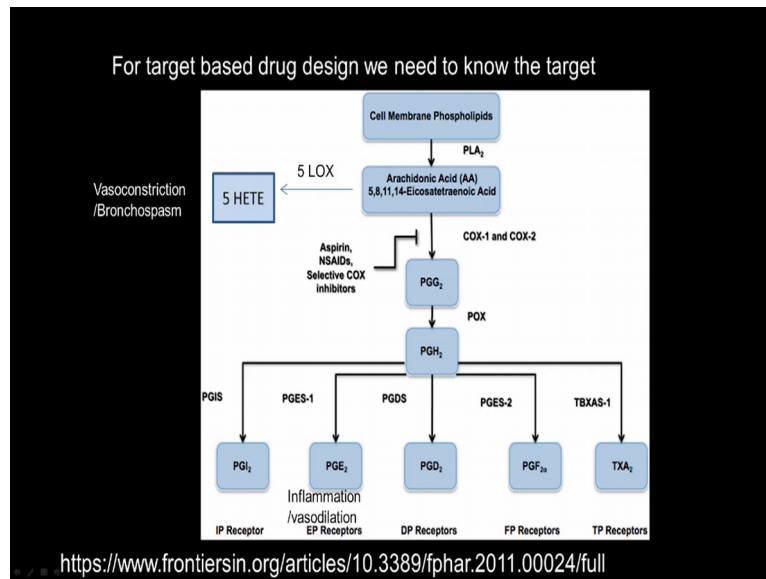 For target based drug design we need to know the target
Cell Membrane Phospholipids
PLA₂
5 LOX
Arachidonic Acid (AA)
5,8,11,14-Eicosatetraenoic Acid
Vasoconstriction
/Bronchospasm
5 HETE
COX-1 and COX-2
Aspirin,
NSAIDs,
Selective COX
inhibitors
PGG₂
POX
PGH₂
PGIS
PGES-1
PGDS
PGES-2
TBXAS-1
PGI₂
PGE₂
PGD₂
PGF₂α
TXA₂
Inflammation
/vasodilation
IP Receptor
EP Receptors
DP Receptors
FP Receptors
TP Receptors
https://www.frontiersin.org/articles/10.3389/fphar.2011.00024/full